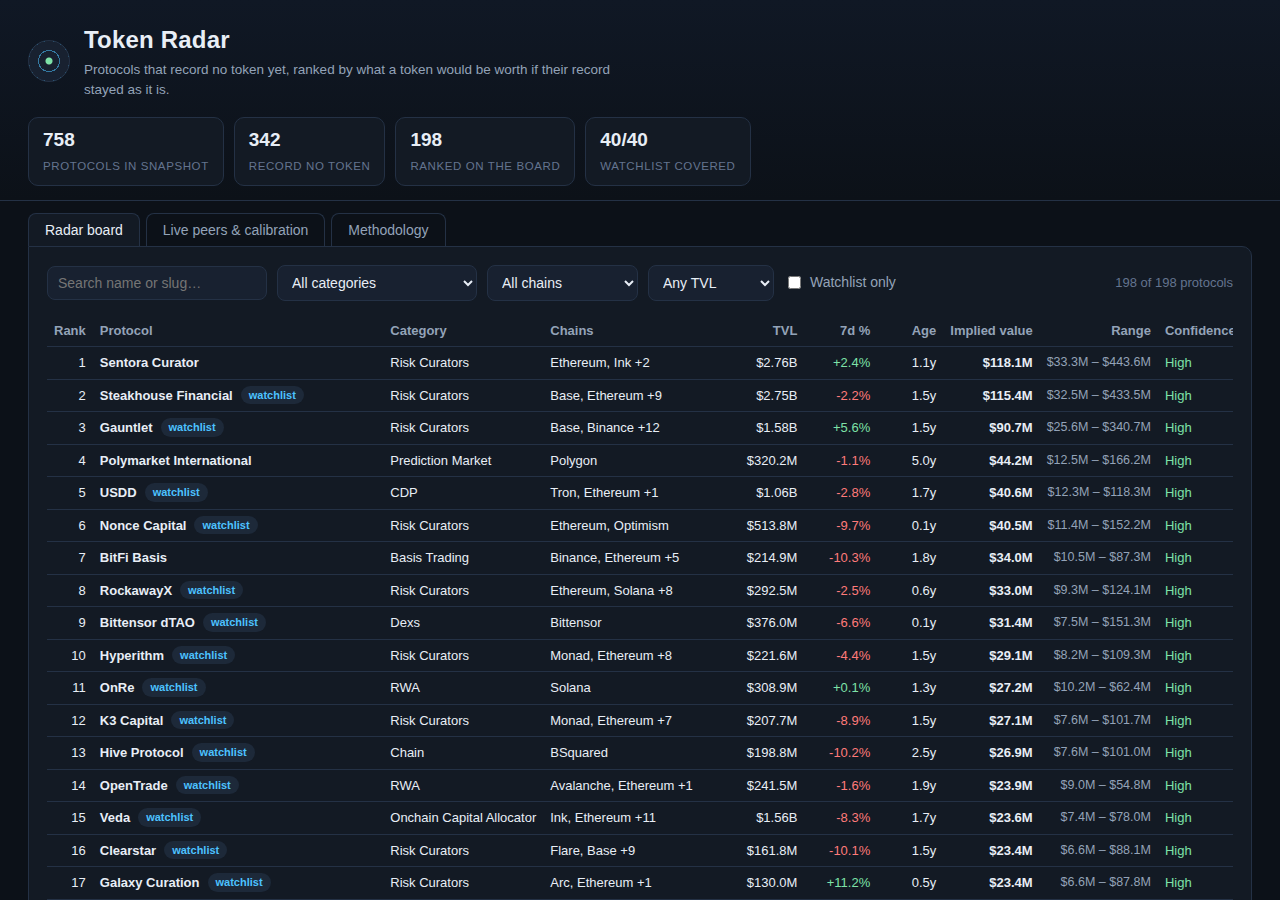 Token Radar
Protocols that record no token yet, ranked by what a token would be worth if their record
stayed as it is.
758
PROTOCOLS IN SNAPSHOT
342
RECORD NO TOKEN
198
RANKED ON THE BOARD
40/40
WATCHLIST COVERED
Radar board Live peers & calibration Methodology
Search name or slug… All categories All chains Any TVL Watchlist only 198 of 198 protocols
Rank Protocol Category Chains TVL 7d % Age Implied value Range Confidence
1 Sentora Curator Risk Curators Ethereum, Ink +2 $2.76B +2.4% 1.1y $118.1M $33.3M – $443.6M High
2 Steakhouse Financial watchlist Risk Curators Base, Ethereum +9 $2.75B -2.2% 1.5y $115.4M $32.5M – $433.5M High
3 Gauntlet watchlist Risk Curators Base, Binance +12 $1.58B +5.6% 1.5y $90.7M $25.6M – $340.7M High
4 Polymarket International Prediction Market Polygon $320.2M -1.1% 5.0y $44.2M $12.5M – $166.2M High
5 USDD watchlist CDP Tron, Ethereum +1 $1.06B -2.8% 1.7y $40.6M $12.3M – $118.3M High
6 Nonce Capital watchlist Risk Curators Ethereum, Optimism $513.8M -9.7% 0.1y $40.5M $11.4M – $152.2M High
7 BitFi Basis Basis Trading Binance, Ethereum +5 $214.9M -10.3% 1.8y $34.0M $10.5M – $87.3M High
8 RockawayX watchlist Risk Curators Ethereum, Solana +8 $292.5M -2.5% 0.6y $33.0M $9.3M – $124.1M High
9 Bittensor dTAO watchlist Dexs Bittensor $376.0M -6.6% 0.1y $31.4M $7.5M – $151.3M High
10 Hyperithm watchlist Risk Curators Monad, Ethereum +8 $221.6M -4.4% 1.5y $29.1M $8.2M – $109.3M High
11 OnRe watchlist RWA Solana $308.9M +0.1% 1.3y $27.2M $10.2M – $62.4M High
12 K3 Capital watchlist Risk Curators Monad, Ethereum +7 $207.7M -8.9% 1.5y $27.1M $7.6M – $101.7M High
13 Hive Protocol watchlist Chain BSquared $198.8M -10.2% 2.5y $26.9M $7.6M – $101.0M High
14 OpenTrade watchlist RWA Avalanche, Ethereum +1 $241.5M -1.6% 1.9y $23.9M $9.0M – $54.8M High
15 Veda watchlist Onchain Capital Allocator Ink, Ethereum +11 $1.56B -8.3% 1.7y $23.6M $7.4M – $78.0M High
16 Clearstar watchlist Risk Curators Flare, Base +9 $161.8M -10.1% 1.5y $23.4M $6.6M – $88.1M High
17 Galaxy Curation watchlist Risk Curators Arc, Ethereum +1 $130.0M +11.2% 0.5y $23.4M $6.6M – $87.8M High